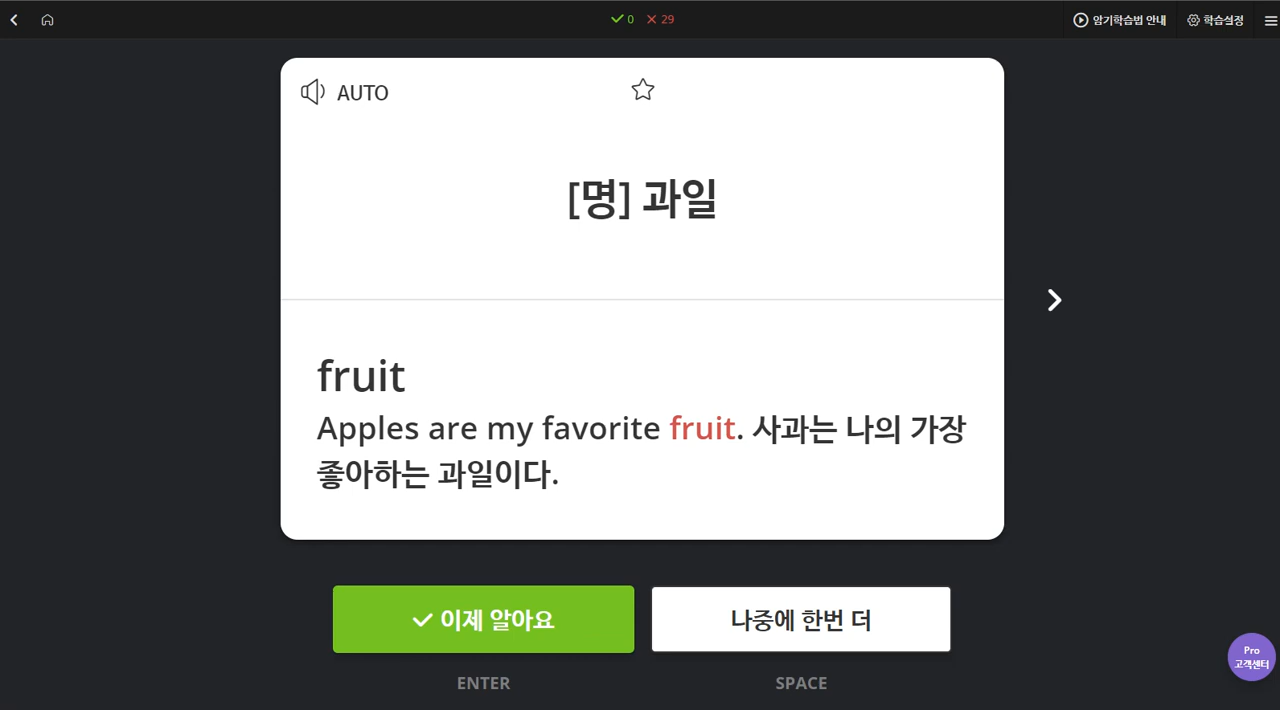 0 29
암기학습법 안내
학습설정
AUTO
[명] 과일
fruit
Apples are my favorite fruit. 사과는 나의 가장
좋아하는 과일이다.
이제 알아요
나중에 한번 더
ENTER
SPACE
Pro
고객센터